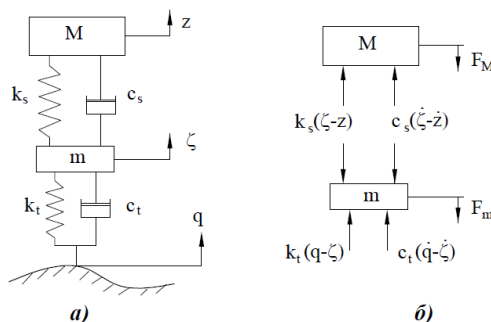 M
z
k_s
c_s
m
ζ
k_t
c_t
q
а)
M
F_M
k_s(ζ-z) c_s(ζ̇-ż)
m
F_m
k_t(q-ζ) c_t(q̇-ζ̇)
б)